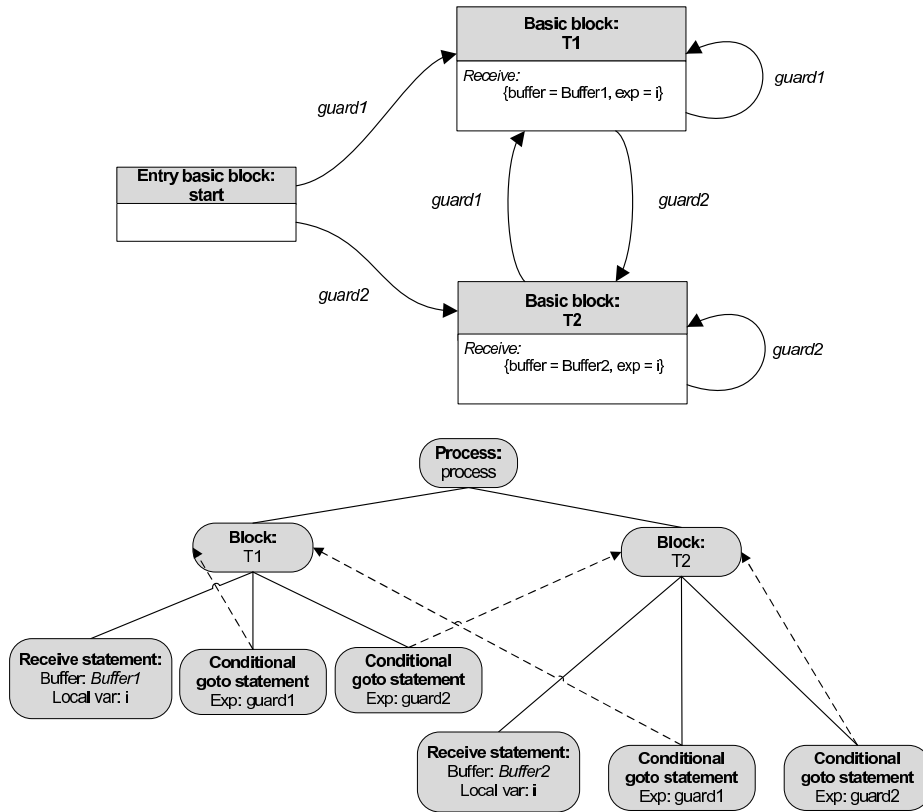 Basic block:
T1
Receive:
{buffer = Buffer1, exp = i}
guard1
guard1
Entry basic block:
start
guard1
guard2
guard2
Basic block:
T2
Receive:
{buffer = Buffer2, exp = i}
guard2
Process:
process
Block:
T1
Block:
T2
Receive statement:
Buffer: Buffer1
Local var: i
Conditional
goto statement
Exp: guard1
Conditional
goto statement
Exp: guard2
Receive statement:
Buffer: Buffer2
Local var: i
Conditional
goto statement
Exp: guard1
Conditional
goto statement
Exp: guard2